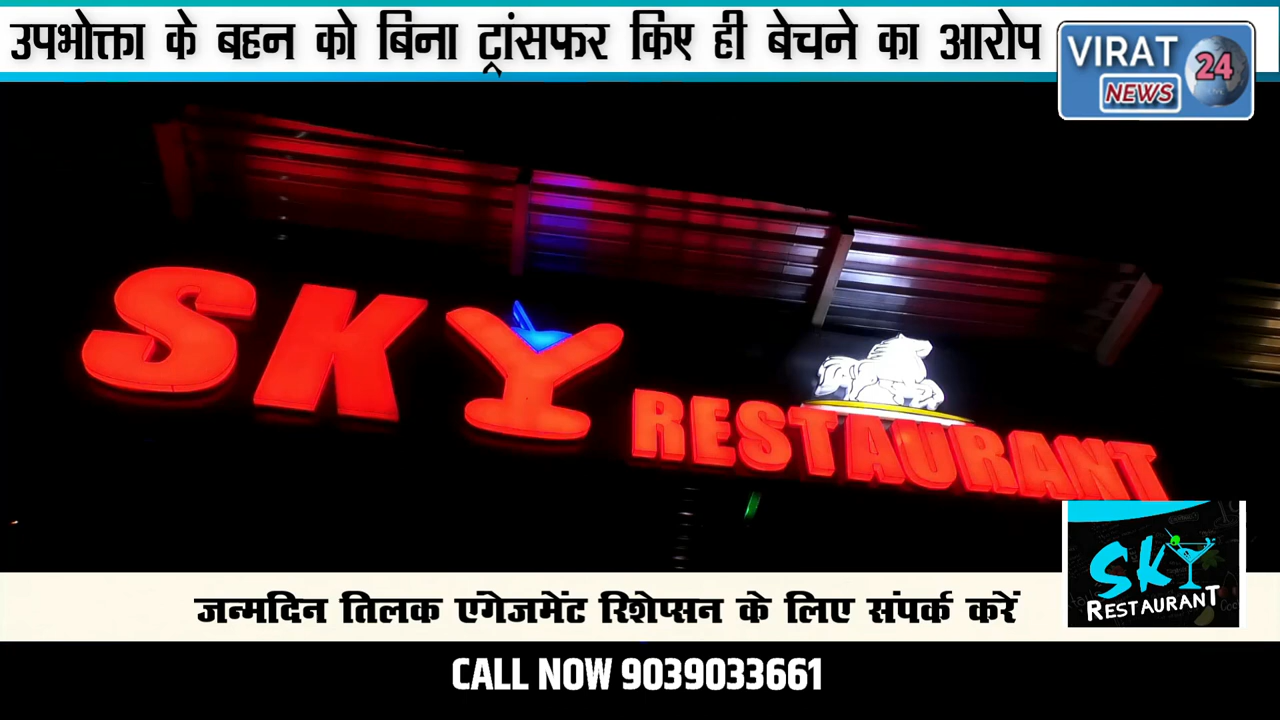 उपभोक्ता के बहन को बिना ट्रांसफर किए ही बेचने का आरोप
VIRAT 24
NEWS
SKY RESTAURANT
SKY
RESTAURANT
जन्मदिन तिलक एंगेजमेंट रिशेप्सन के लिए संपर्क करें
CALL NOW 9039033661